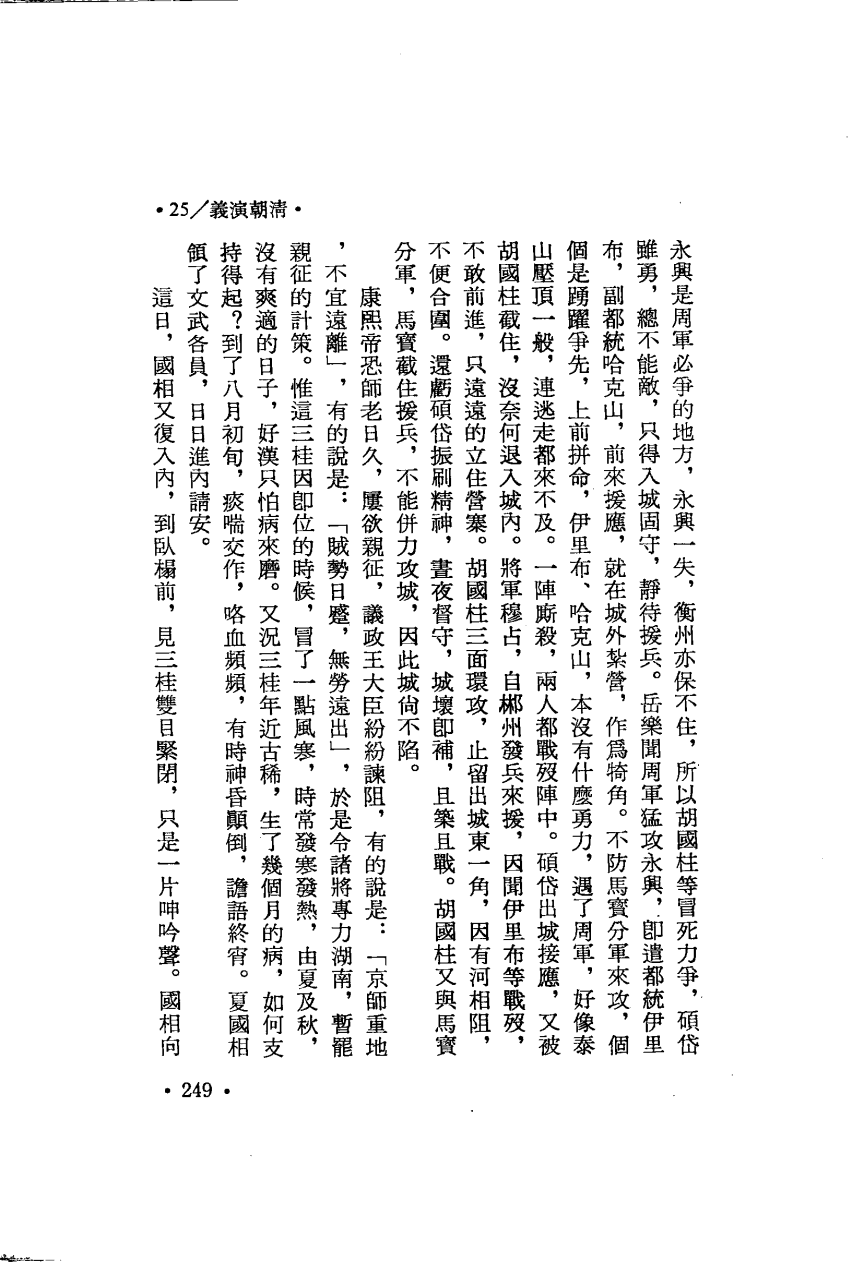 •25／義演朝清•
永興是周軍必爭的地方，永興一失，衡州亦保不住，所以胡國柱等冒死力爭，碩岱
雖勇，總不能敵，只得入城固守，靜待援兵。岳樂聞周軍猛攻永興，卽遣都統伊里
布，副都統哈克山，前來援應，就在城外紮營，作爲犄角。不防馬寶分軍來攻，個
個是踴躍爭先，上前拼命，伊里布、哈克山，本沒有什麼勇力，遇了周軍，好像泰
山壓頂一般，連逃走都來不及。一陣廝殺，兩人都戰歿陣中。碩岱出城接應，又被
胡國柱截住，沒奈何退入城內。將軍穆占，自郴州發兵來援，因聞伊里布等戰歿，
不敢前進，只遠遠的立住營寨。胡國柱三面環攻，止留出城東一角，因有河相阻，
不便合圍。還虧碩岱振刷精神，晝夜督守，城壞卽補，且築且戰。胡國柱又與馬寶
分軍，馬寶截住援兵，不能併力攻城，因此城尙不陷。
康熙帝恐師老日久，屢欲親征，議政王大臣紛紛諫阻，有的說是：「京師重地
，不宜遠離」，有的說是：「賊勢日蹙，無勞遠出」，於是令諸將專力湖南，暫罷
親征的計策。惟這三桂因卽位的時候，冒了一點風寒，時常發寒發熱，由夏及秋，
沒有爽適的日子，好漢只怕病來磨。又況三桂年近古稀，生了幾個月的病，如何支
持得起？到了八月初旬，痰喘交作，咯血頻頻，有時神昏顚倒，譫語終宵。夏國相
領了文武各員，日日進內請安。
這日，國相又復入內，到臥榻前，見三桂雙目緊閉，只是一片呻吟聲。國相向
•249•